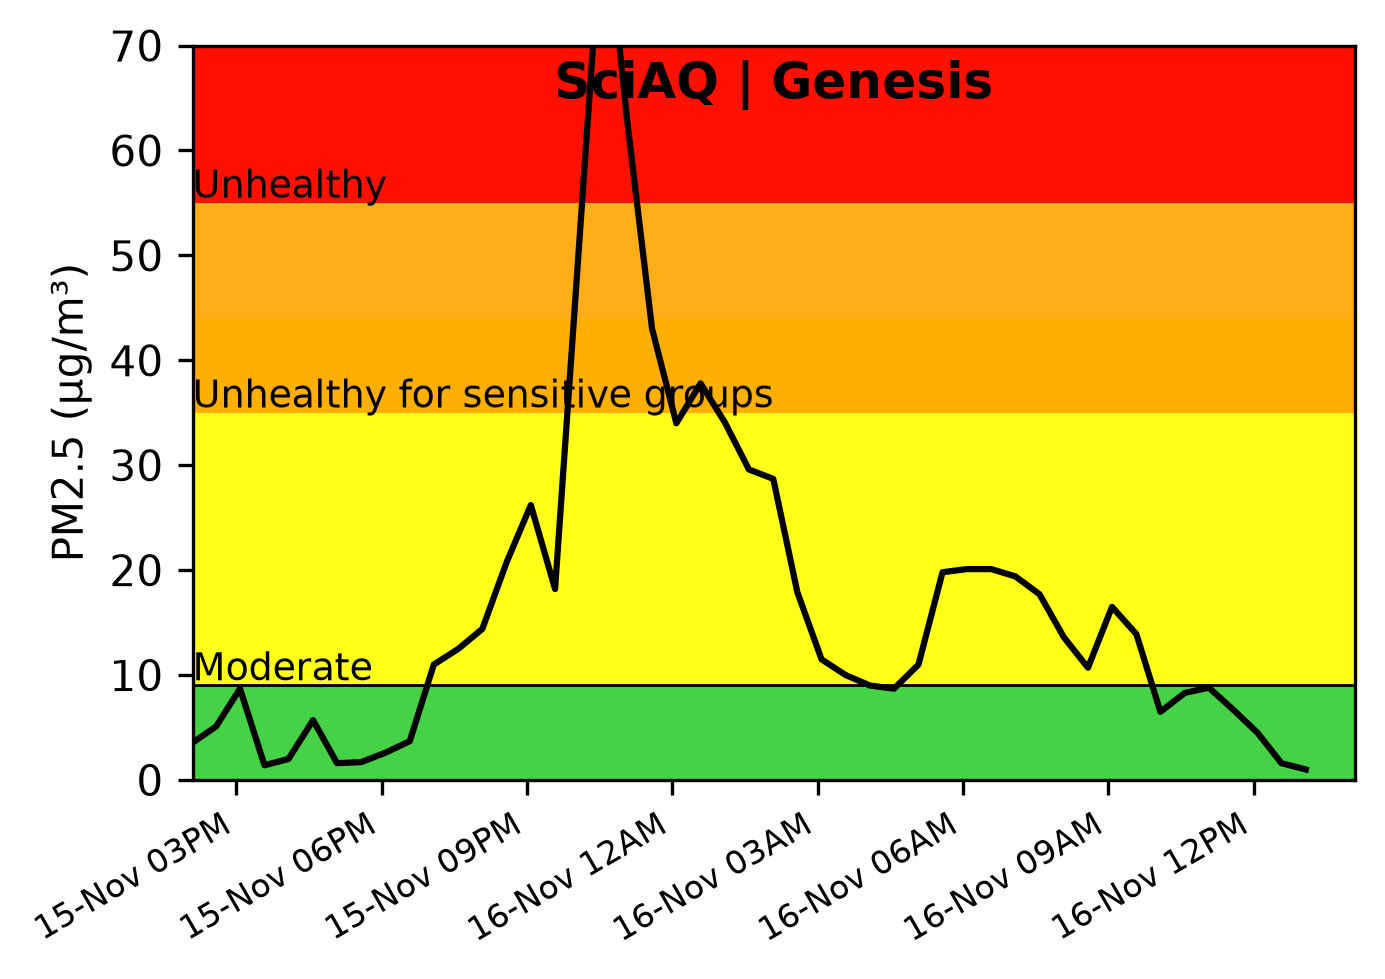 SciAQ | Genesis
PM2.5 (µg/m³)
70
60
50
40
30
20
10
0
Unhealthy
Unhealthy for sensitive groups
Moderate
15-Nov 03PM
15-Nov 06PM
15-Nov 09PM
16-Nov 12AM
16-Nov 03AM
16-Nov 06AM
16-Nov 09AM
16-Nov 12PM